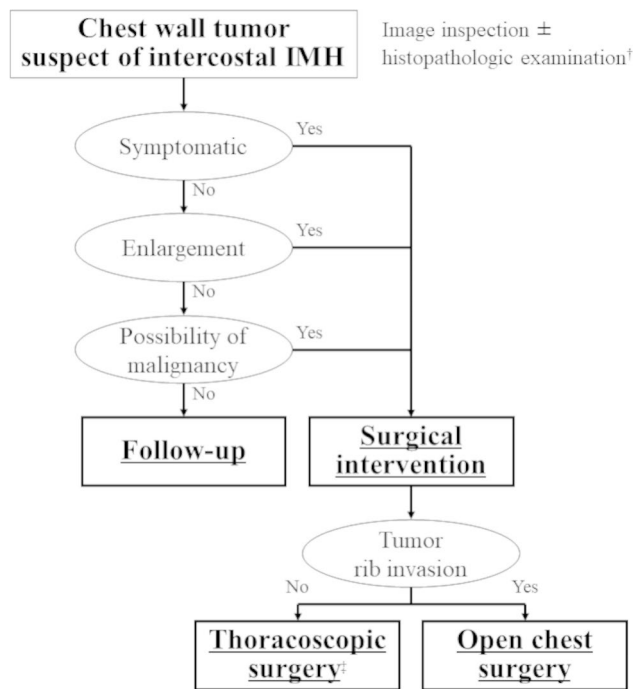 Chest wall tumor
suspect of intercostal IMH
Image inspection ±
histopathologic examination†
Symptomatic
Yes
No
Enlargement
Yes
No
Possibility of
malignancy
Yes
No
Follow-up
Surgical
intervention
Tumor
rib invasion
No
Yes
Thoracoscopic
surgery‡
Open chest
surgery